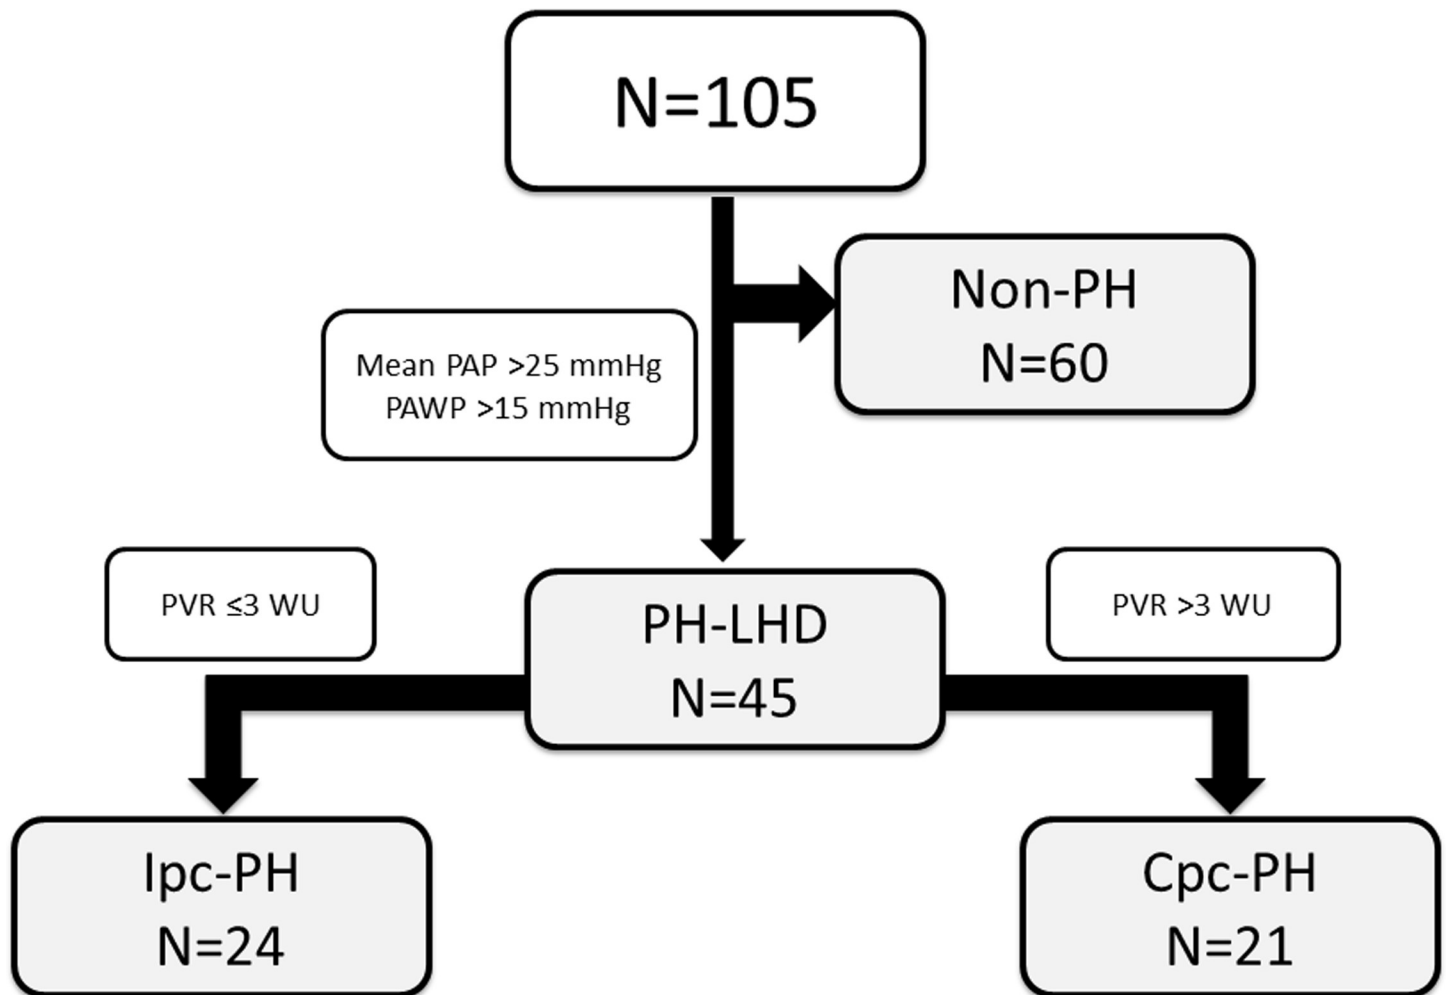 N=105
Non-PH
N=60
Mean PAP >25 mmHg
PAWP >15 mmHg
PVR ≤3 WU
PH-LHD
N=45
PVR >3 WU
Ipc-PH
N=24
Cpc-PH
N=21